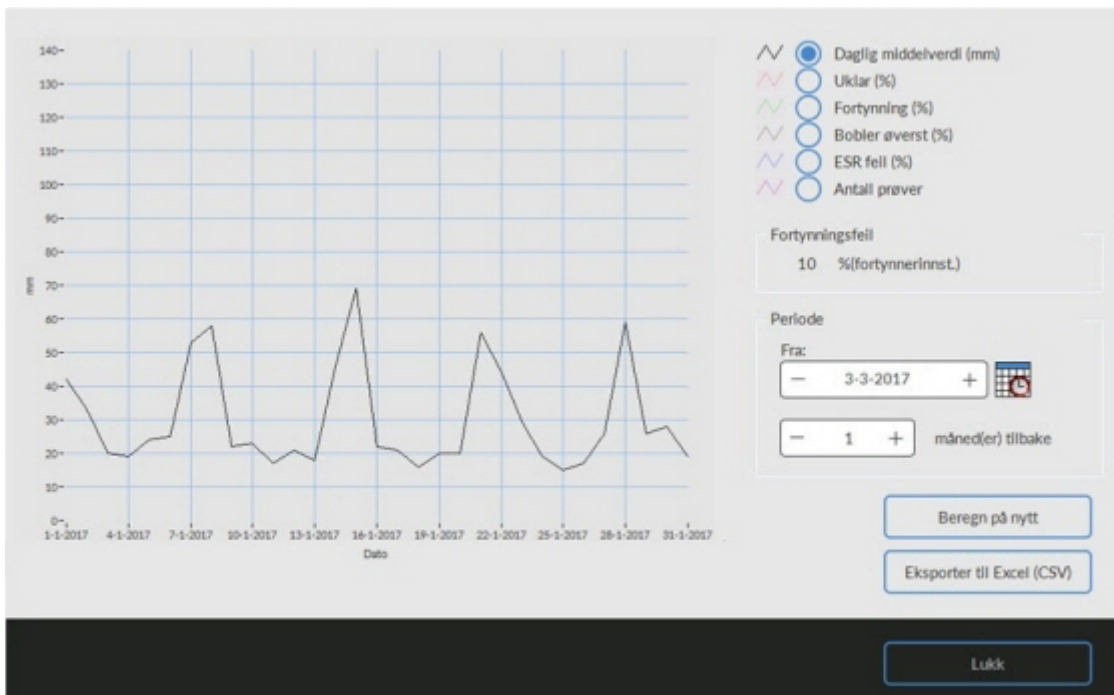 140
130
120
110
100
90
80
70
60
50
40
30
20
10
0
mm
1-1-2017 4-1-2017 7-1-2017 10-1-2017 13-1-2017 16-1-2017 19-1-2017 22-1-2017 25-1-2017 28-1-2017 31-1-2017
Dato
Daglig middelverdi (mm)
Uklar (%)
Fortynning (%)
Bobler øverst (%)
ESR feil (%)
Antall prøver
Fortynningsfeil
10 %(fortynnerinnst.)
Periode
Fra:
− 3-3-2017 +
− 1 + måned(er) tilbake
Beregn på nytt
Eksporter til Excel (CSV)
Lukk